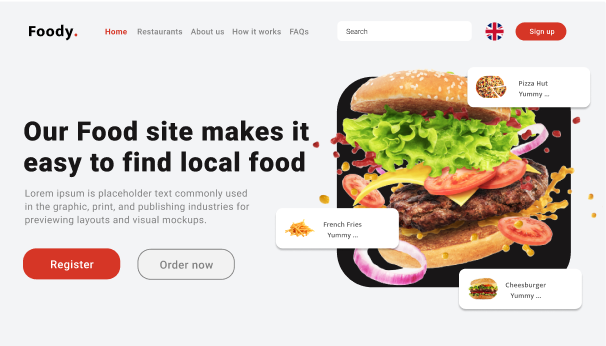 Foody.
Home Restaurants About us How it works FAQs
Search
Sign up
Pizza Hut
Yummy ...
Our Food site makes it
easy to find local food
Lorem ipsum is placeholder text commonly used
in the graphic, print, and publishing industries for
previewing layouts and visual mockups.
French Fries
Yummy ...
Register
Order now
Cheesburger
Yummy ...